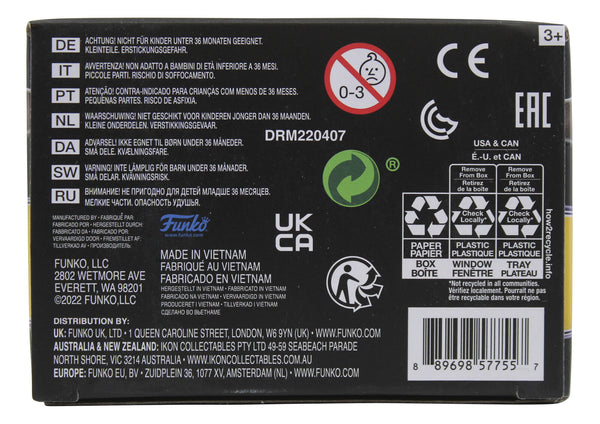 3+
DE ACHTUNG! NICHT FÜR KINDER UNTER 36 MONATEN GEEIGNET.
KLEINTEILE. ERSTICKUNGSGEFAHR.
IT AVVERTENZA! NON ADATTO A BAMBINI DI ETÀ INFERIORE A 36 MESI.
PICCOLE PARTI. RISCHIO DI SOFFOCAMENTO.
PT ATENÇÃO! CONTRA-INDICADO PARA CRIANÇAS COM MENOS DE 36 MESES.
PEQUENAS PARTES. RISCO DE ASFIXIA.
NL WAARSCHUWING! NIET GESCHIKT VOOR KINDEREN JONGER DAN 36 MAANDEN.
KLEINE ONDERDELEN. VERSTIKKINGSGEVAAR.
DA ADVARSEL! IKKE EGNET TIL BØRN UNDER 36 MÅNEDER.
SMÅ DELE. KVÆLNINGSFARE.
SW VARNING! INTE LÄMPLIG FÖR BARN UNDER 36 MÅNADER.
SMÅ DELAR. KVÄVNINGSRISK.
RU ВНИМАНИЕ! НЕ ПРИГОДНО ДЛЯ ДЕТЕЙ МЛАДШЕ 36 МЕСЯЦЕВ.
МЕЛКИЕ ЧАСТИ. ОПАСНОСТЬ УДУШЬЯ.
0-3
CE
EAC
DRM220407
®
USA & CAN
É.-U. et CAN
Remove From Box
Retirez de la boîte
Remove From Box
Retirez de la boîte
Check Locally*
Check Locally*
PAPER
PAPIER
PLASTIC
PLASTIQUE
PLASTIC
PLASTIQUE
BOX
BOÎTE
WINDOW
FENÊTRE
TRAY
PLATEAU
*Not recycled in all communities.
Vérifiez localement. Peut ne pas être
recyclé dans votre région.
how2recycle.info
MANUFACTURED BY • FABRIQUÉ PAR
FABRICADO POR • HERGESTELLT DURCH
FABBRICATO DA • FABRICADO POR
VERVAARDIGD DOOR • FREMSTILLET AF
TILLVERKAD AV • ПРОИЗВЕДЕНО
FUNKO, LLC
2802 WETMORE AVE
EVERETT, WA 98201
©2022 FUNKO,LLC
Funko
www.funko.com
UK
CA
MADE IN VIETNAM
FABRIQUÉ AU VIETNAM
FABRICADO EN VIETNAM
HERGESTELLT IN VIETNAM • FABBRICATO IN VIETNAM
FABRICADO NO VIETNAM • VERVAARDIGD IN VIETNAM
PRODUCERET I VIETNAM • TILLVERKAD I VIETNAM
СДЕЛАНО ВО ВЬЕТНАМЕ
DISTRIBUTION BY
UK: FUNKO UK, LTD • 1 QUEEN CAROLINE STREET, LONDON, W6 9YN (UK) • WWW.FUNKO.COM
AUSTRALIA & NEW ZEALAND: IKON COLLECTABLES PTY LTD 49-59 SEABEACH PARADE
NORTH SHORE, VIC 3214 AUSTRALIA • WWW.IKONCOLLECTABLES.COM.AU
EUROPE: FUNKO EU, BV • ZUIDPLEIN 36, 1077 XV, AMSTERDAM (NL) • WWW.FUNKO.COM
8 89698 57755 7